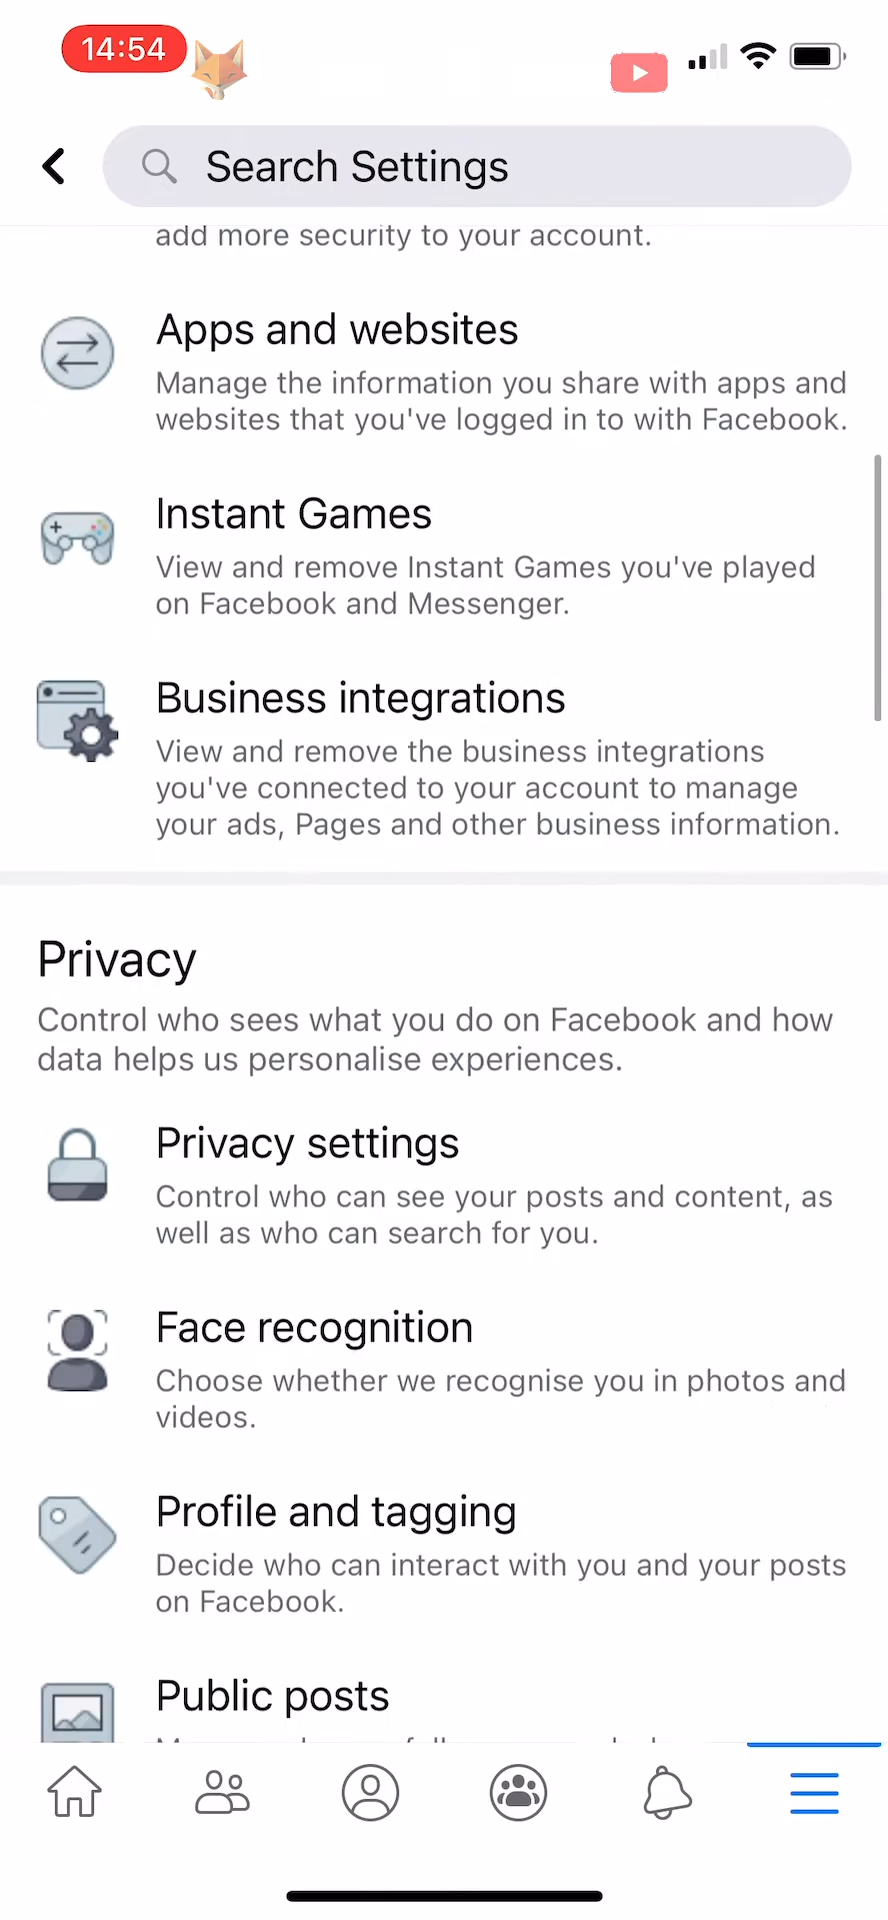 14:54
Search Settings
add more security to your account.
Apps and websites
Manage the information you share with apps and
websites that you've logged in to with Facebook.
Instant Games
View and remove Instant Games you've played
on Facebook and Messenger.
Business integrations
View and remove the business integrations
you've connected to your account to manage
your ads, Pages and other business information.
Privacy
Control who sees what you do on Facebook and how
data helps us personalise experiences.
Privacy settings
Control who can see your posts and content, as
well as who can search for you.
Face recognition
Choose whether we recognise you in photos and
videos.
Profile and tagging
Decide who can interact with you and your posts
on Facebook.
Public posts